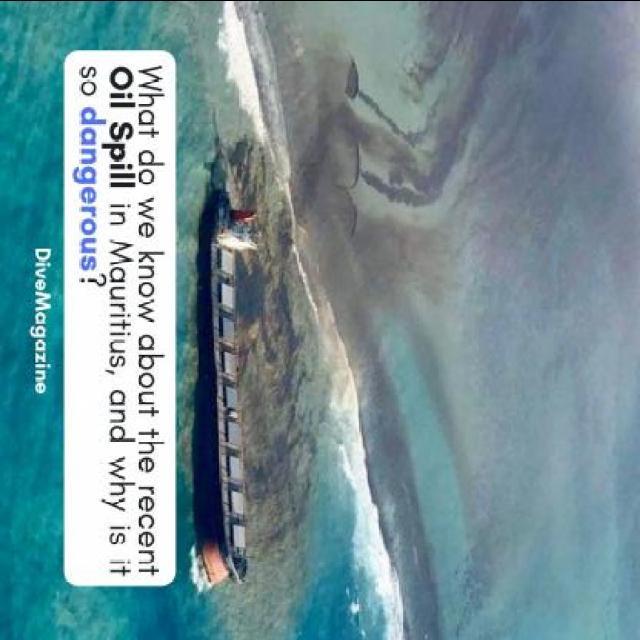 What do we know about the recent
Oil Spill in Mauritius, and why is it
so dangerous?
DiveMagazine